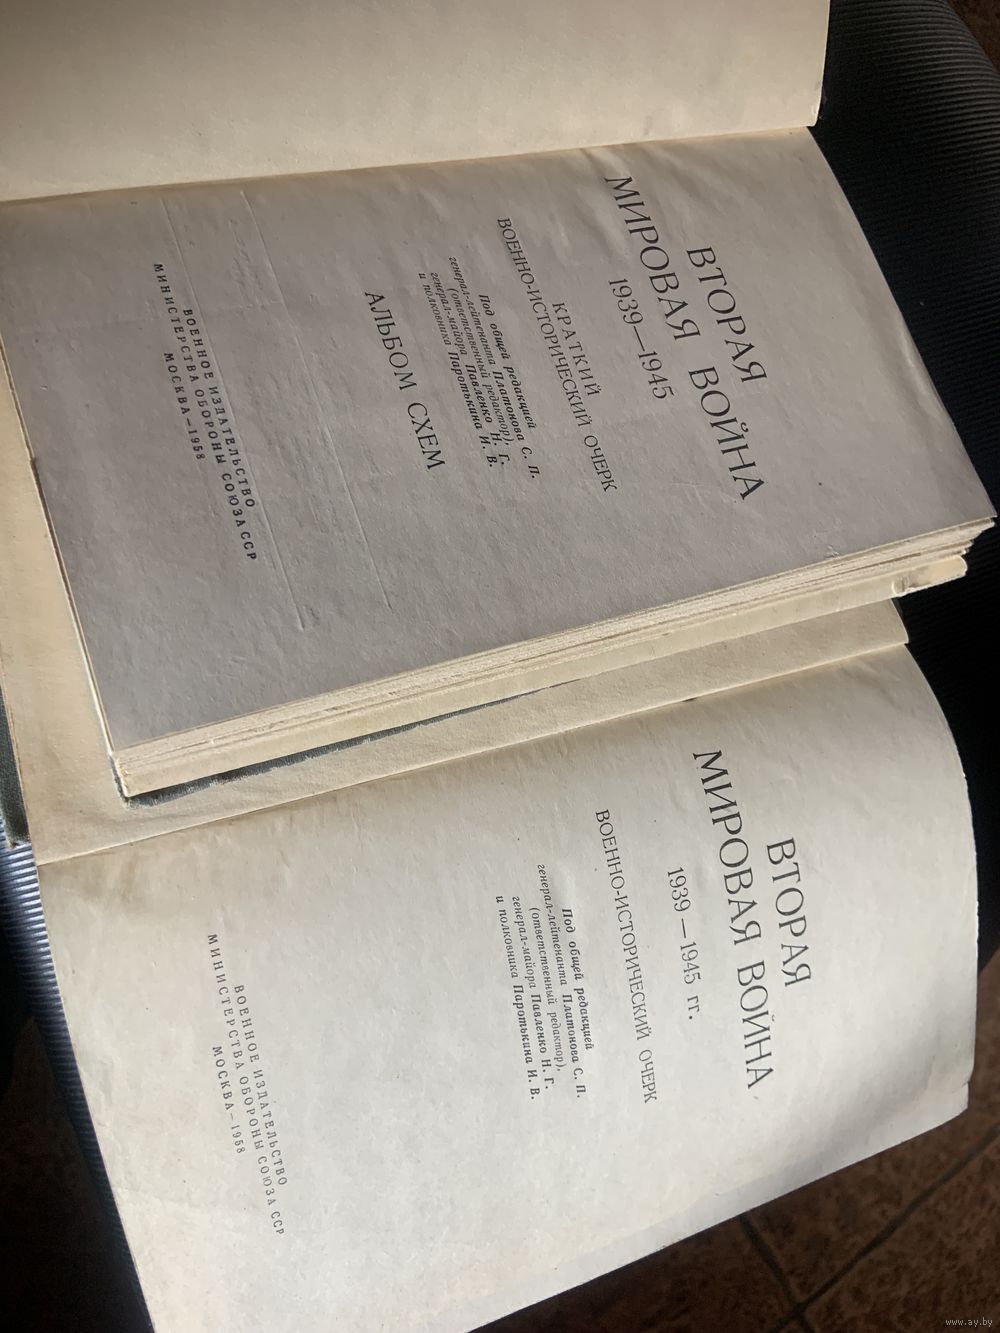 ВТОРАЯ
МИРОВАЯ ВОЙНА
1939—1945
КРАТКИЙ
ВОЕННО-ИСТОРИЧЕСКИЙ ОЧЕРК
Под общей редакцией
генерал-лейтенанта Платонова С. П.
(ответственный редактор),
генерал-майора Павленко Н. Г.
и полковника Паротькина И. В.
АЛЬБОМ СХЕМ
ВОЕННОЕ ИЗДАТЕЛЬСТВО
МИНИСТЕРСТВА ОБОРОНЫ СОЮЗА ССР
МОСКВА—1958
ВТОРАЯ
МИРОВАЯ ВОЙНА
1939—1945 гг.
ВОЕННО-ИСТОРИЧЕСКИЙ ОЧЕРК
Под общей редакцией
генерал-лейтенанта Платонова С. П.
(ответственный редактор),
генерал-майора Павленко Н. Г.
и полковника Паротькина И. В.
ВОЕННОЕ ИЗДАТЕЛЬСТВО
МИНИСТЕРСТВА ОБОРОНЫ СОЮЗА ССР
МОСКВА—1958
www.ay.by